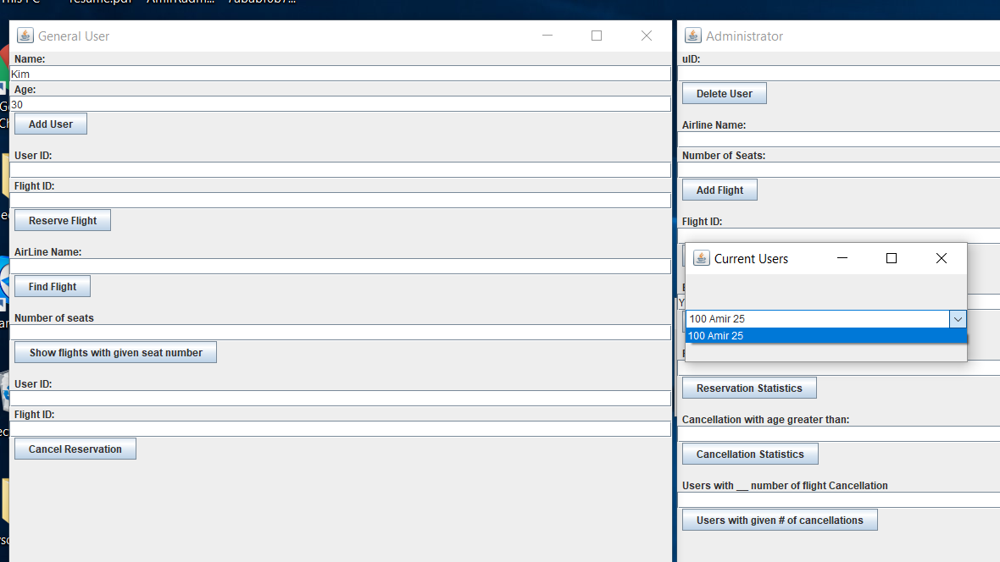 resume.pdf
General User
Name:
Kim
Age:
30
Add User
User ID:
Flight ID:
Reserve Flight
AirLine Name:
Find Flight
Number of seats
Show flights with given seat number
User ID:
Flight ID:
Cancel Reservation
Administrator
uID:
Delete User
Airline Name:
Number of Seats:
Add Flight
Flight ID:
Current Users
100 Amir 25
100 Amir 25
Reservation Statistics
Cancellation with age greater than:
Cancellation Statistics
Users with __ number of flight Cancellation
Users with given # of cancellations